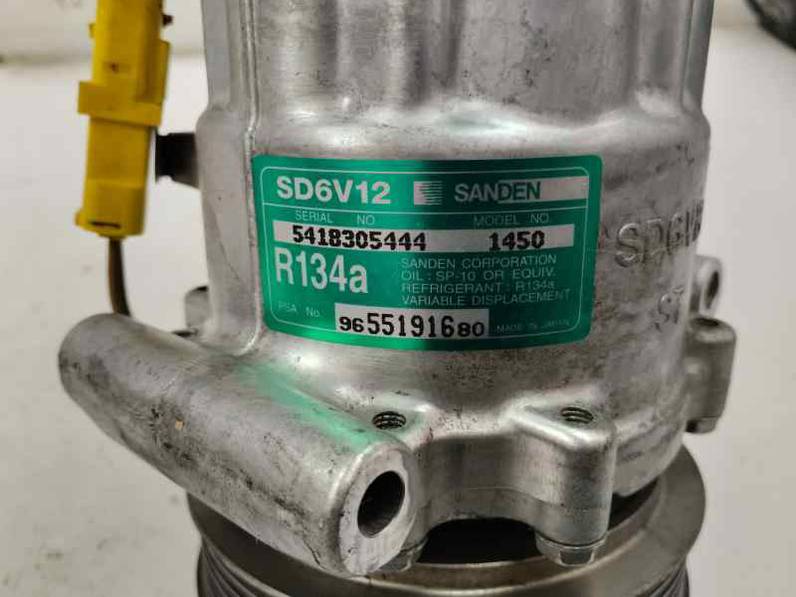 SD6V12 SANDEN
SERIAL NO. MODEL NO.
5418305444 1450
R134a
SANDEN CORPORATION
OIL : SP-10 OR EQUIV.
REFRIGERANT : R134a
VARIABLE DISPLACEMENT
PSA No. 9655191680 MADE IN JAPAN